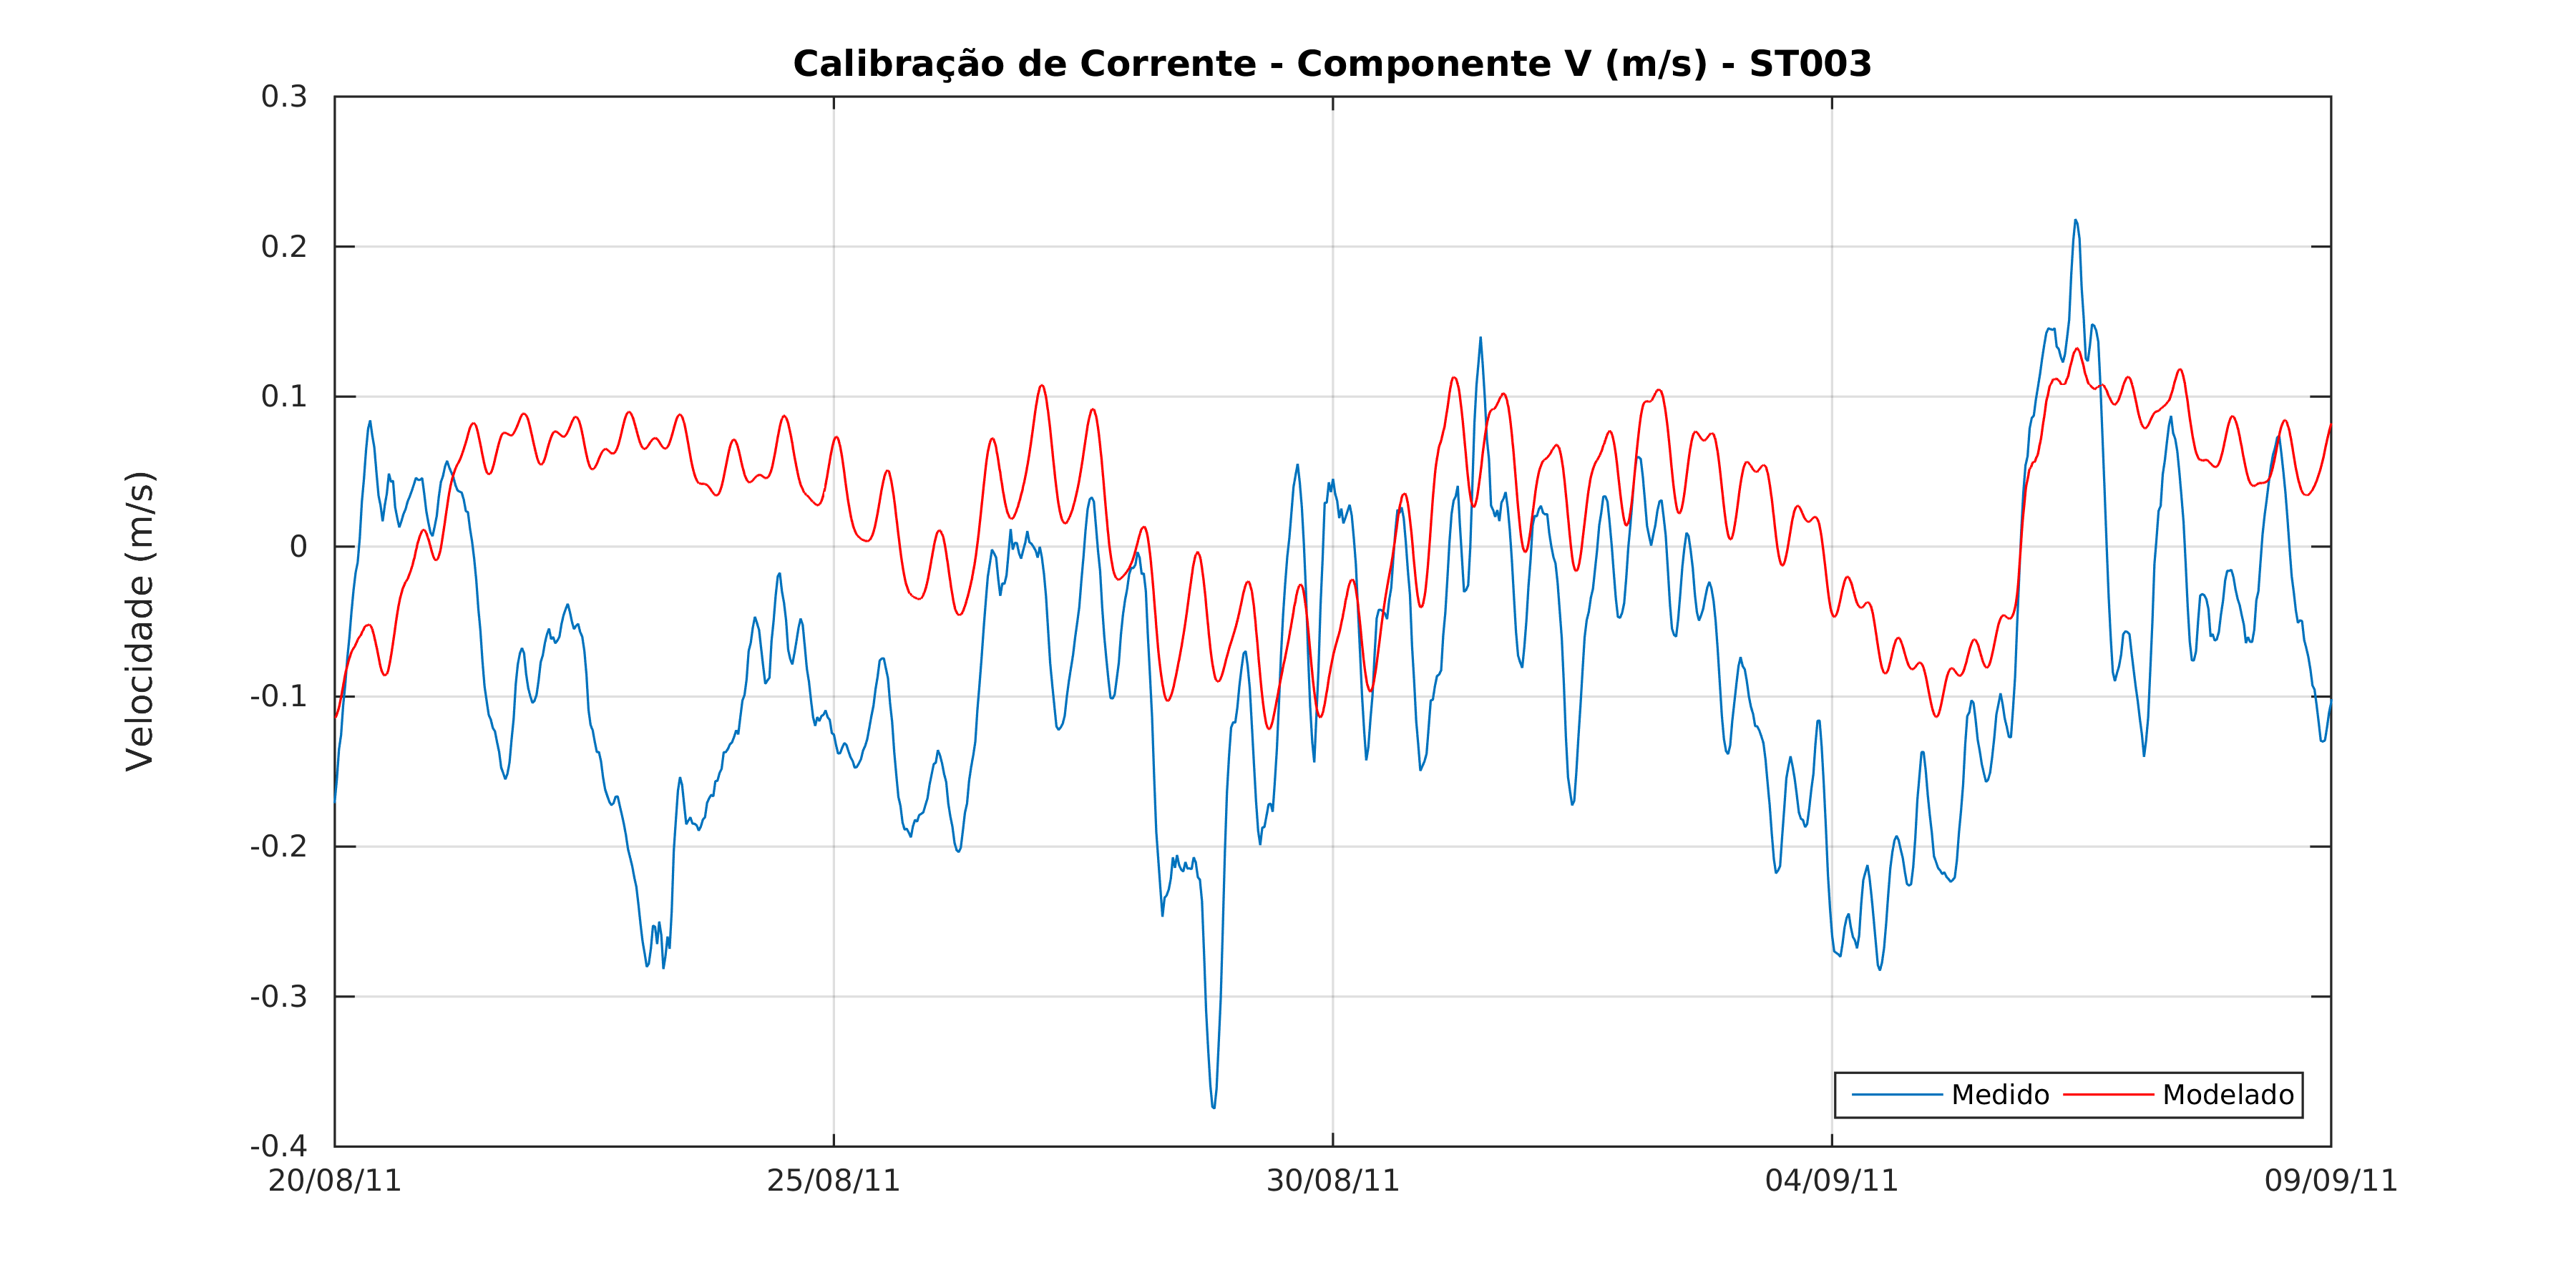 Calibração de Corrente - Componente V (m/s) - ST003
Velocidade (m/s)
0.3
0.2
0.1
0
-0.1
-0.2
-0.3
-0.4
20/08/11 25/08/11 30/08/11 04/09/11 09/09/11
Medido Modelado